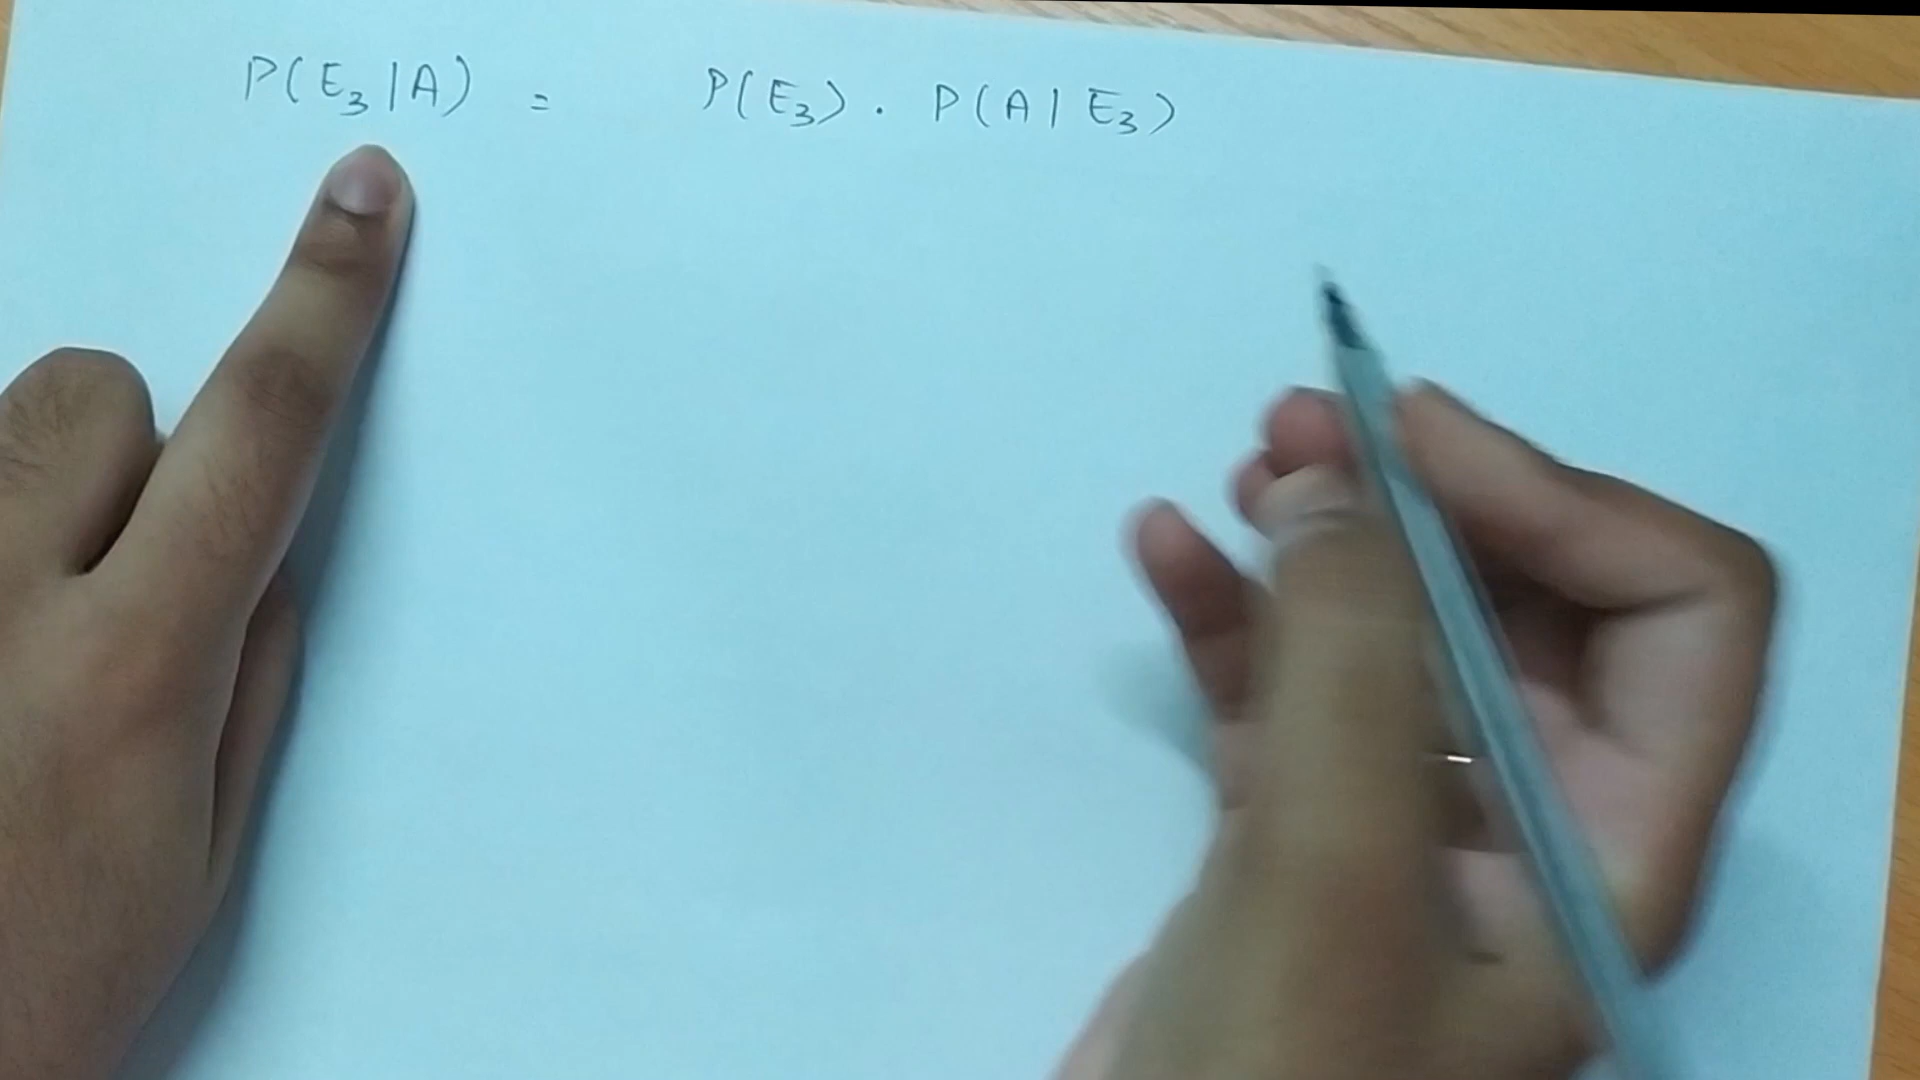 P(E₃|A) = P(E₃) . P(A|E₃)